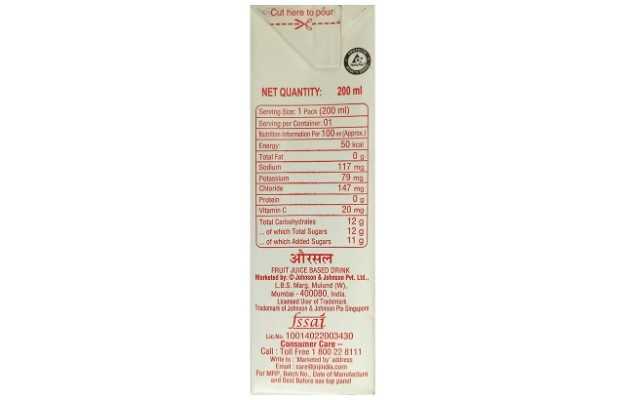 Cut here to pour
NET QUANTITY: 200 ml
Serving Size: 1 Pack (200 ml)
Serving per Container: 01
Nutrition Information Per 100 ml (Approx.)
Energy: 50 kcal
Total Fat 0 g
Sodium 117 mg
Potassium 79 mg
Chloride 147 mg
Protein 0 g
Vitamin C 20 mg
Total Carbohydrates 12 g
... of which Total Sugars 12 g
... of which Added Sugars 11 g
ओरसल
FRUIT JUICE BASED DRINK
Marketed by: © Johnson & Johnson Pvt. Ltd.,
L.B.S. Marg, Mulund (W),
Mumbai - 400080, India.
Licensed User of Trademark
Trademark of Johnson & Johnson Pte Singapore
fssai
Lic.No. 10014022003430
Consumer Care –
Call : Toll Free 1 800 22 8111
Write to : 'Marketed by' address
Email : care@jnjindia.com
For MRP, Batch No., Date of Manufacture
and Best Before see top panel